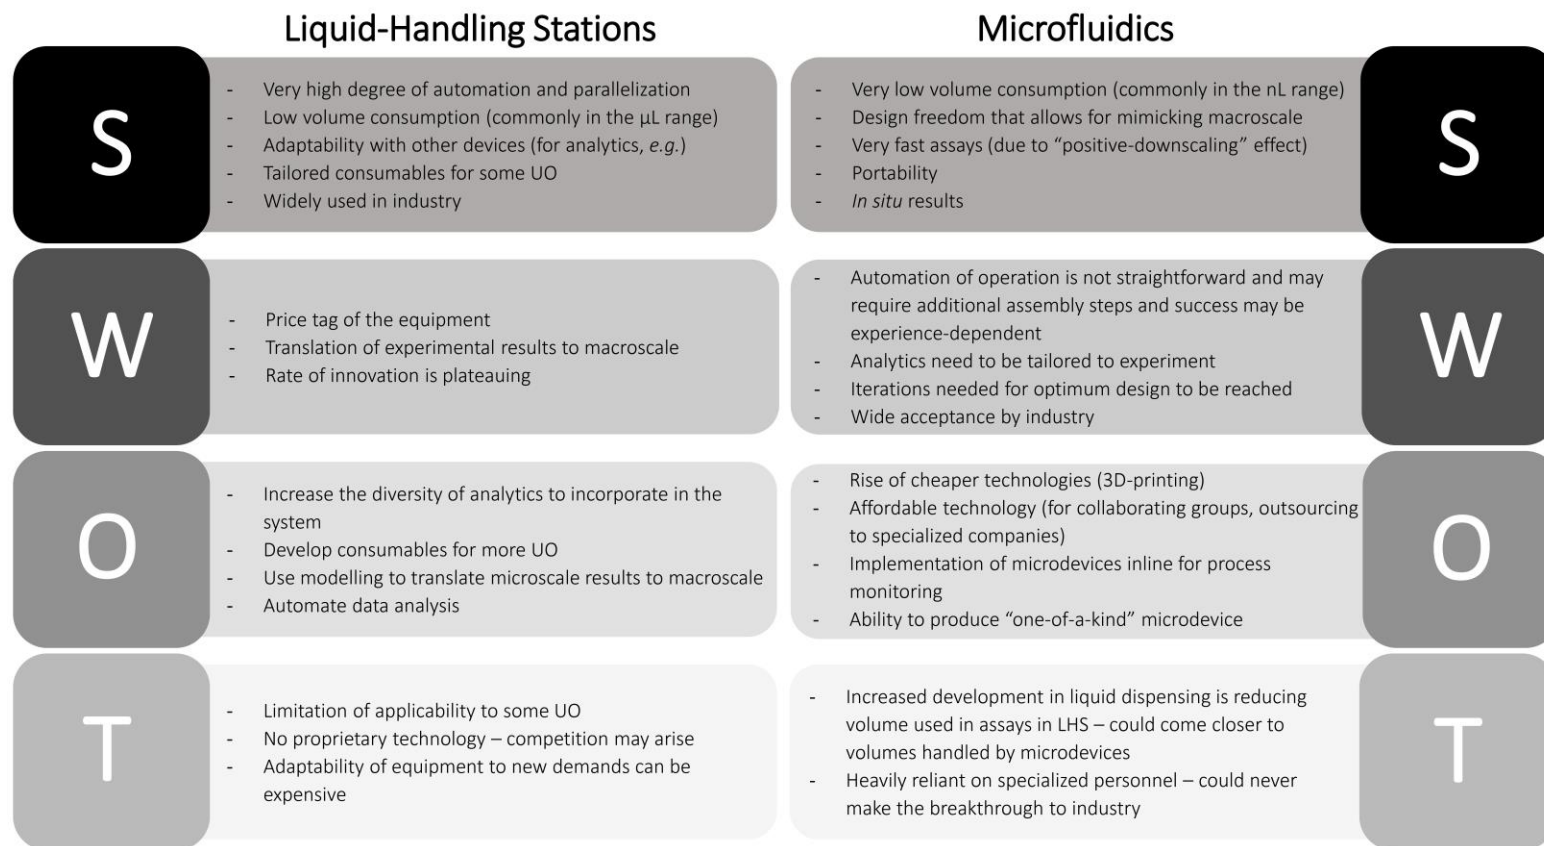 Liquid-Handling Stations
Microfluidics
S
- Very high degree of automation and parallelization
- Low volume consumption (commonly in the µL range)
- Adaptability with other devices (for analytics, e.g.)
- Tailored consumables for some UO
- Widely used in industry
- Very low volume consumption (commonly in the nL range)
- Design freedom that allows for mimicking macroscale
- Very fast assays (due to “positive-downscaling” effect)
- Portability
- In situ results
S
W
- Price tag of the equipment
- Translation of experimental results to macroscale
- Rate of innovation is plateauing
- Automation of operation is not straightforward and may
require additional assembly steps and success may be
experience-dependent
- Analytics need to be tailored to experiment
- Iterations needed for optimum design to be reached
- Wide acceptance by industry
W
O
- Increase the diversity of analytics to incorporate in the
system
- Develop consumables for more UO
- Use modelling to translate microscale results to macroscale
- Automate data analysis
- Rise of cheaper technologies (3D-printing)
- Affordable technology (for collaborating groups, outsourcing
to specialized companies)
- Implementation of microdevices inline for process
monitoring
- Ability to produce “one-of-a-kind” microdevice
O
T
- Limitation of applicability to some UO
- No proprietary technology – competition may arise
- Adaptability of equipment to new demands can be
expensive
- Increased development in liquid dispensing is reducing
volume used in assays in LHS – could come closer to
volumes handled by microdevices
- Heavily reliant on specialized personnel – could never
make the breakthrough to industry
T